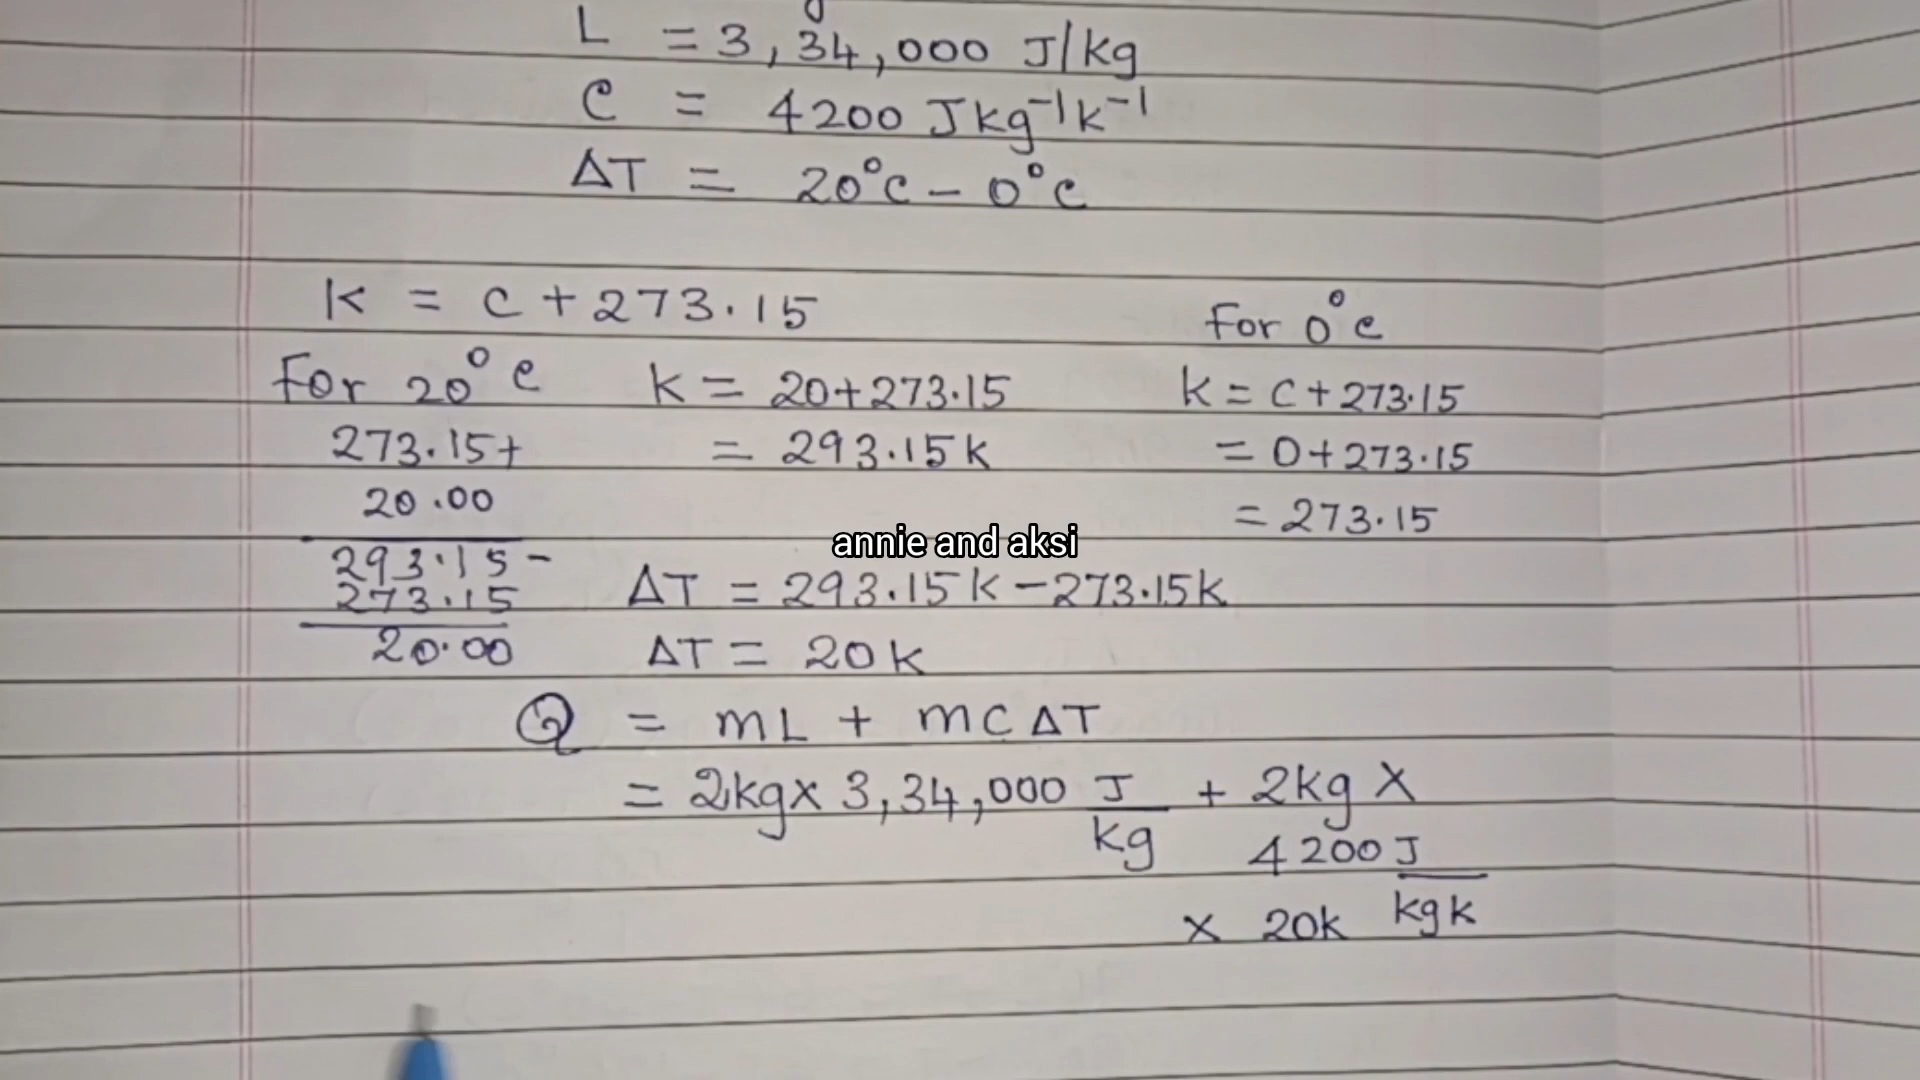 L = 3,34,000 J/kg
C = 4200 Jkg⁻¹k⁻¹
ΔT = 20°c - 0°c
K = C + 273.15
For 0°c
For 20°c K = 20+273.15 K = C+273.15
273.15+ = 293.15k = 0+273.15
20.00 = 273.15
annie and aksi
293.15-
273.15 ΔT = 293.15k - 273.15k
20.00 ΔT = 20k
Q = mL + mCΔT
= 2kg x 3,34,000 J/kg + 2kg x
4200 J/kgk
x 20k